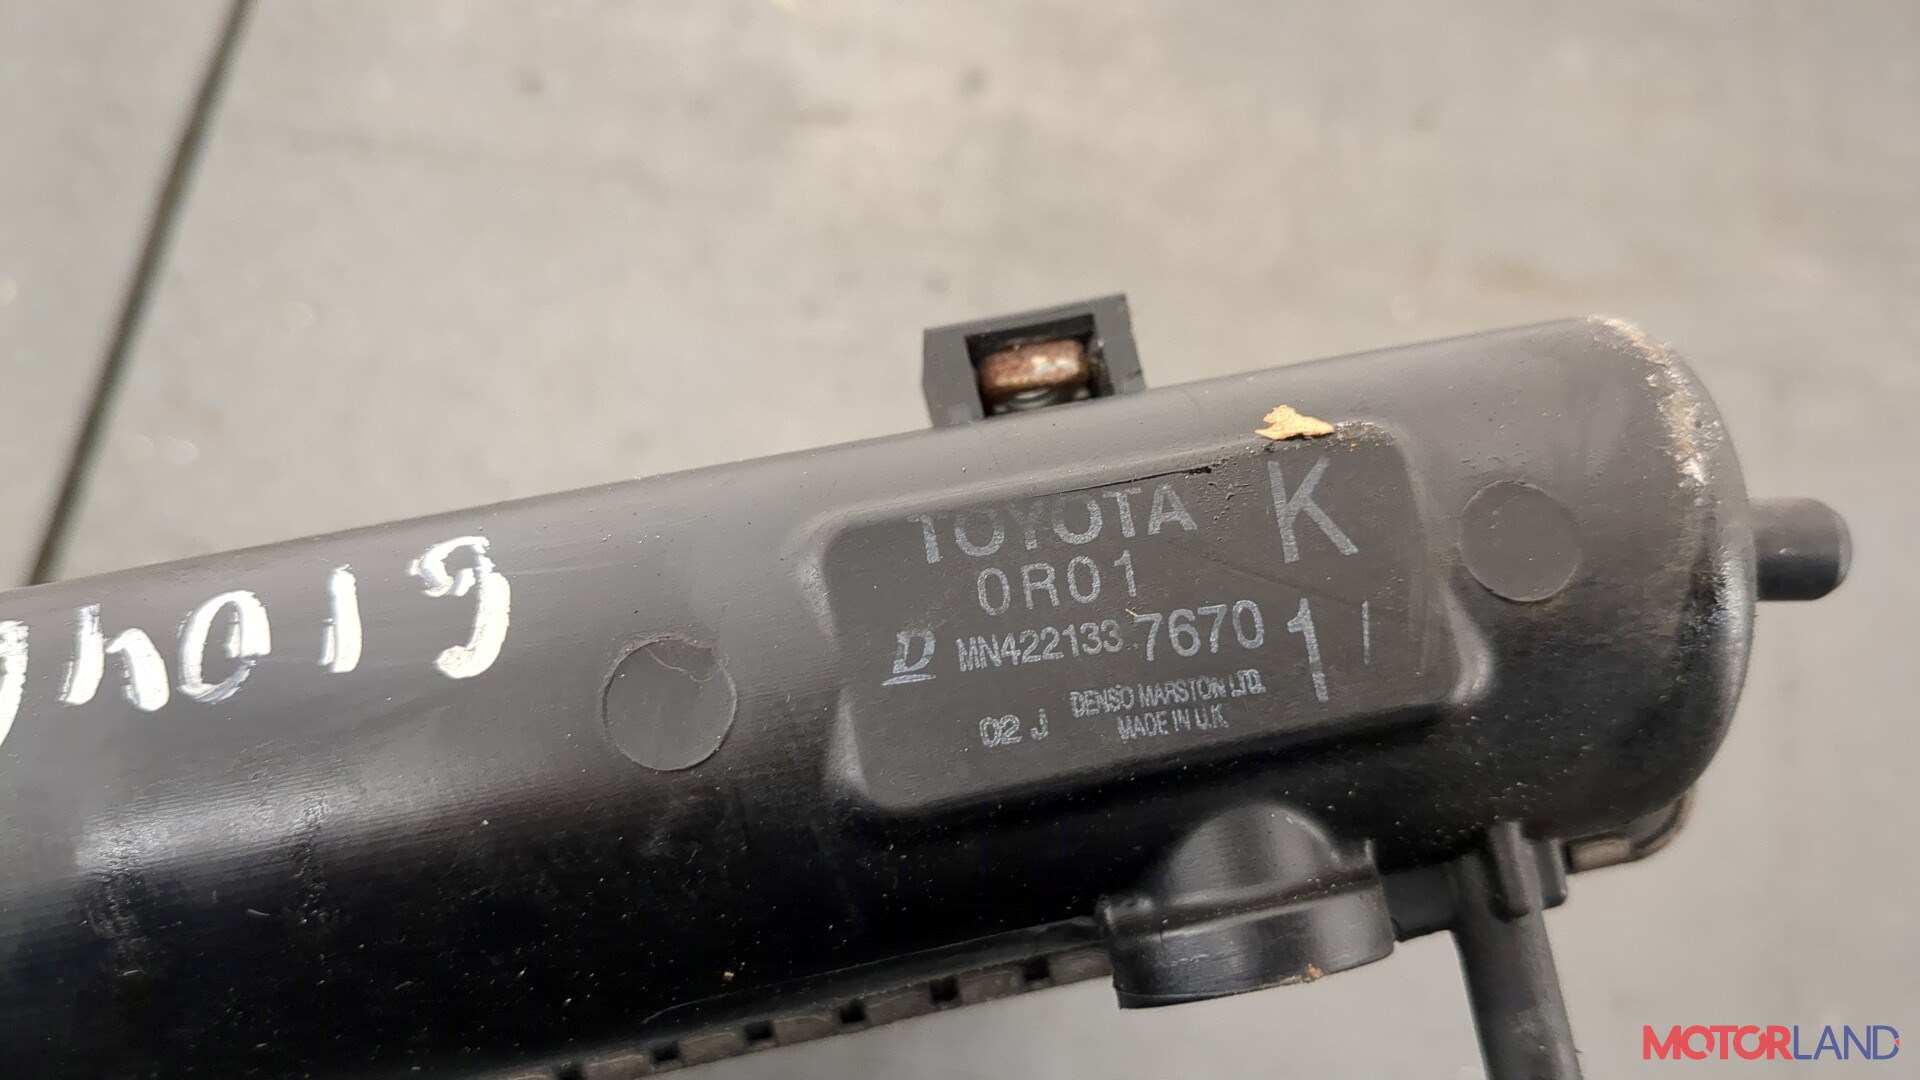 TOYOTA K
0R01
D MN422133 7670 1
02 J DENSO MARSTON LTD.
MADE IN U.K.
MOTORLAND